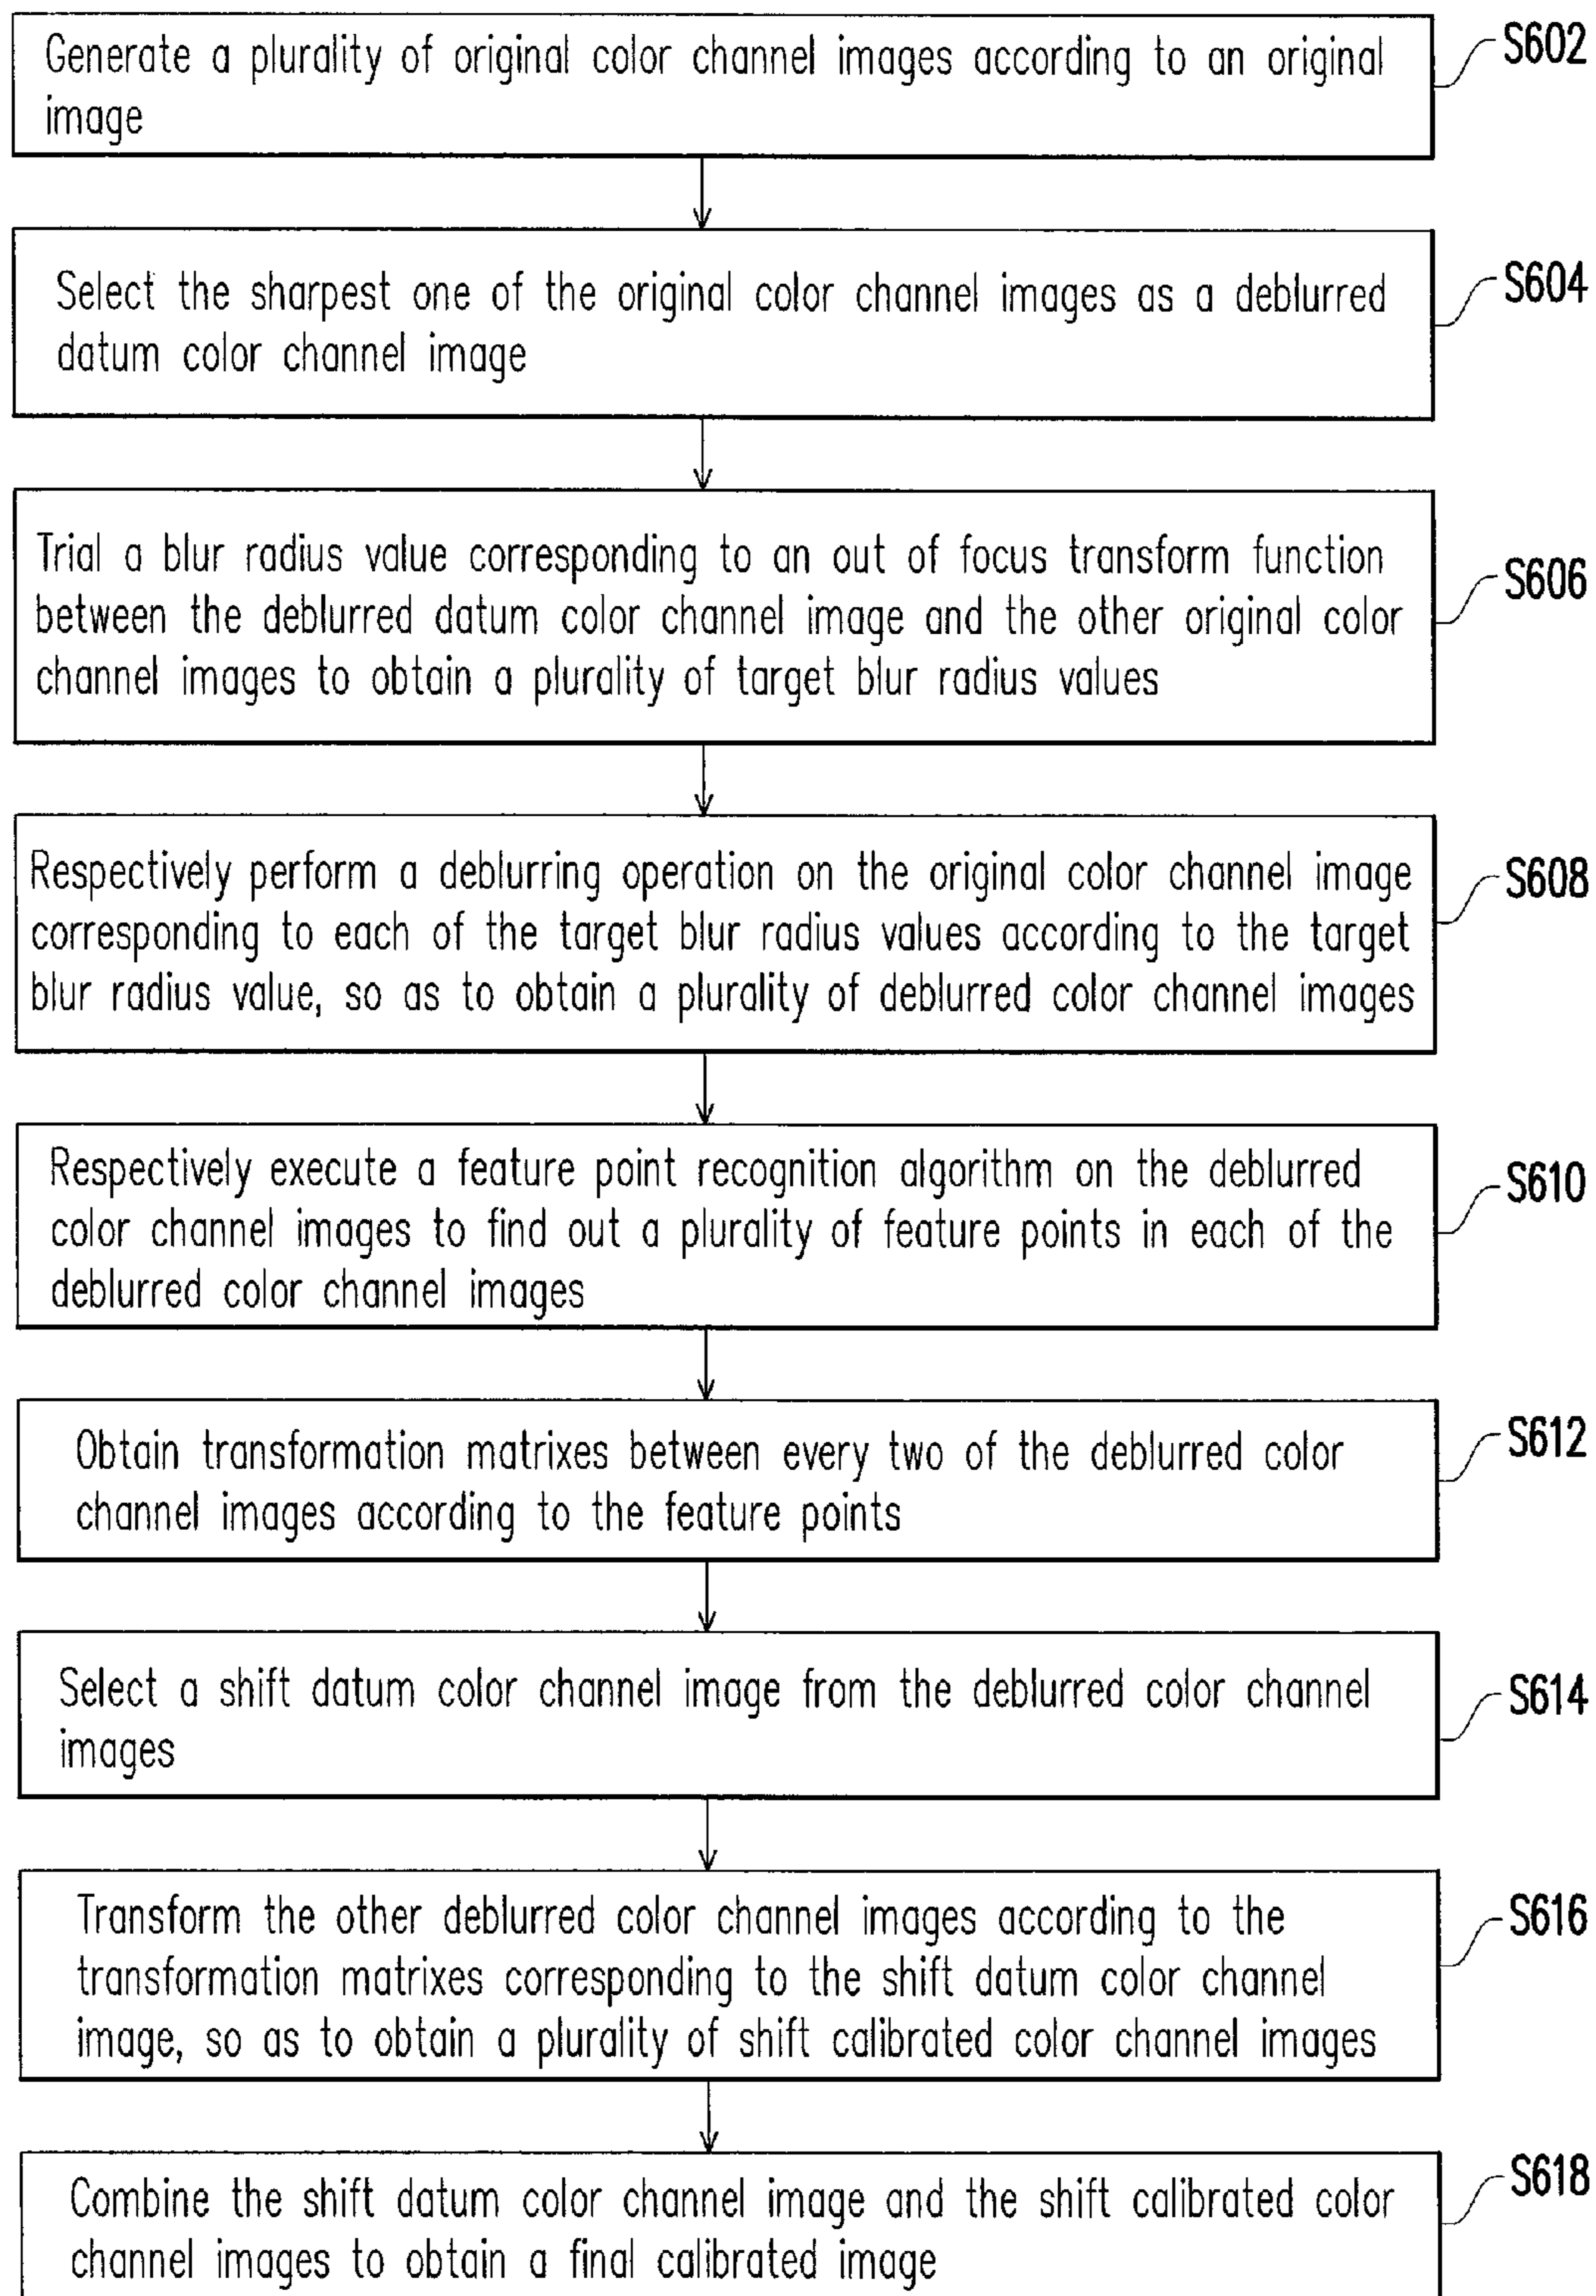 Generate a plurality of original color channel images according to an original
image
S602
Select the sharpest one of the original color channel images as a deblurred
datum color channel image
S604
Trial a blur radius value corresponding to an out of focus transform function
between the deblurred datum color channel image and the other original color
channel images to obtain a plurality of target blur radius values
S606
Respectively perform a deblurring operation on the original color channel image
corresponding to each of the target blur radius values according to the target
blur radius value, so as to obtain a plurality of deblurred color channel images
S608
Respectively execute a feature point recognition algorithm on the deblurred
color channel images to find out a plurality of feature points in each of the
deblurred color channel images
S610
Obtain transformation matrixes between every two of the deblurred color
channel images according to the feature points
S612
Select a shift datum color channel image from the deblurred color channel
images
S614
Transform the other deblurred color channel images according to the
transformation matrixes corresponding to the shift datum color channel
image, so as to obtain a plurality of shift calibrated color channel images
S616
Combine the shift datum color channel image and the shift calibrated color
channel images to obtain a final calibrated image
S618